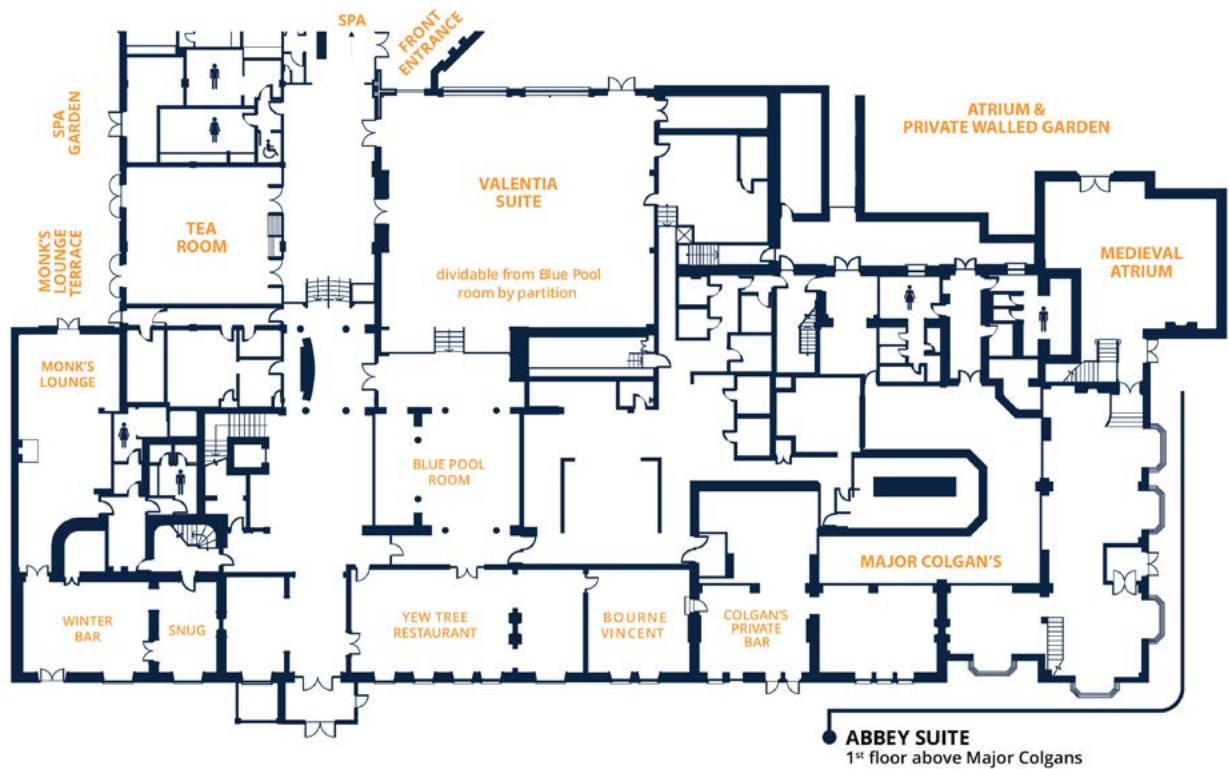 SPA
FRONT
ENTRANCE
SPA
GARDEN
ATRIUM &
PRIVATE WALLED GARDEN
VALENTIA
SUITE
TEA
ROOM
MONK'S
LOUNGE
TERRACE
MEDIEVAL
ATRIUM
dividable from Blue Pool
room by partition
MONK'S
LOUNGE
BLUE POOL
ROOM
MAJOR COLGAN'S
WINTER
BAR
SNUG
YEW TREE
RESTAURANT
BOURNE
VINCENT
COLGAN'S
PRIVATE
BAR
ABBEY SUITE
1st floor above Major Colgans